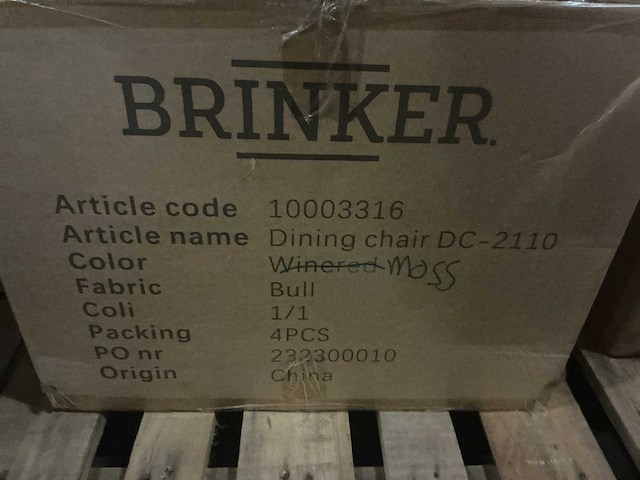 BRINKER.
Article code 10003316
Article name Dining chair DC-2110
Color Winered Moss
Fabric Bull
Coli 1/1
Packing 4PCS
PO nr 232300010
Origin China